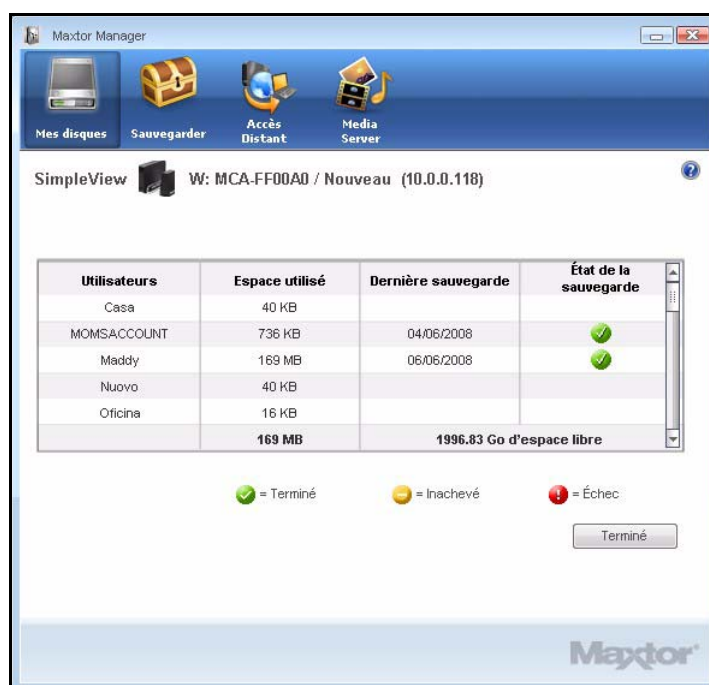 Maxtor Manager
Mes disques
Sauvegarder
Accès
Distant
Media
Server
SimpleView W: MCA-FF00A0 / Nouveau (10.0.0.118)
Utilisateurs Espace utilisé Dernière sauvegarde État de la
sauvegarde
Casa 40 KB
MOMSACCOUNT 736 KB 04/06/2008
Maddy 169 MB 06/06/2008
Nuovo 40 KB
Oficina 16 KB
169 MB 1996.83 Go d'espace libre
= Terminé = Inachevé = Échec
Terminé
Maxtor